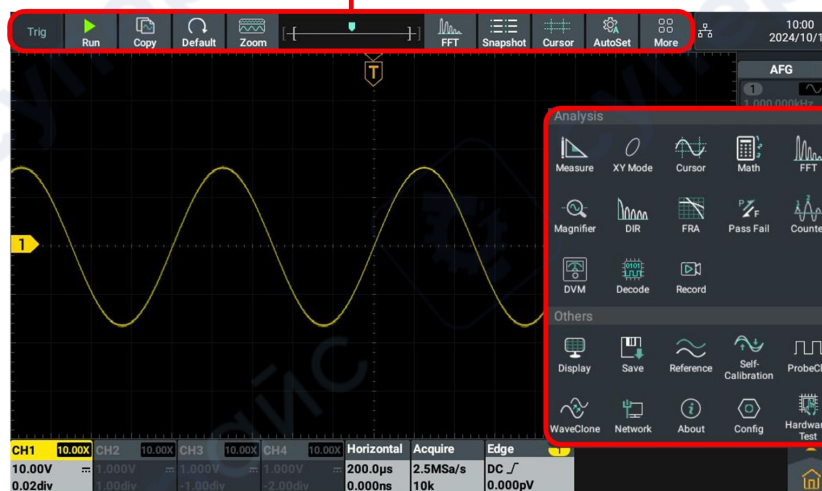 Trig
Run
Copy
Default
Zoom
FFT
Snapshot
Cursor
AutoSet
More
10:00
2024/10/1
T
AFG
1
1.000 000kHz
Analysis
Measure
XY Mode
Cursor
Math
FFT
Magnifier
DIR
FRA
Pass Fail
Counte
DVM
Decode
Record
1
Others
Display
Save
Reference
Self-
Calibration
ProbeCl
WaveClone
Network
About
Config
Hardwar
Test
CH1 10.00X CH2 10.00X CH3 10.00X CH4 10.00X Horizontal Acquire Edge 1
10.00V 1.000V 1.000V 1.000V 200.0μs 2.5MSa/s DC
0.02div 1.00div -1.00div -2.00div 0.000ns 10k 0.000pV